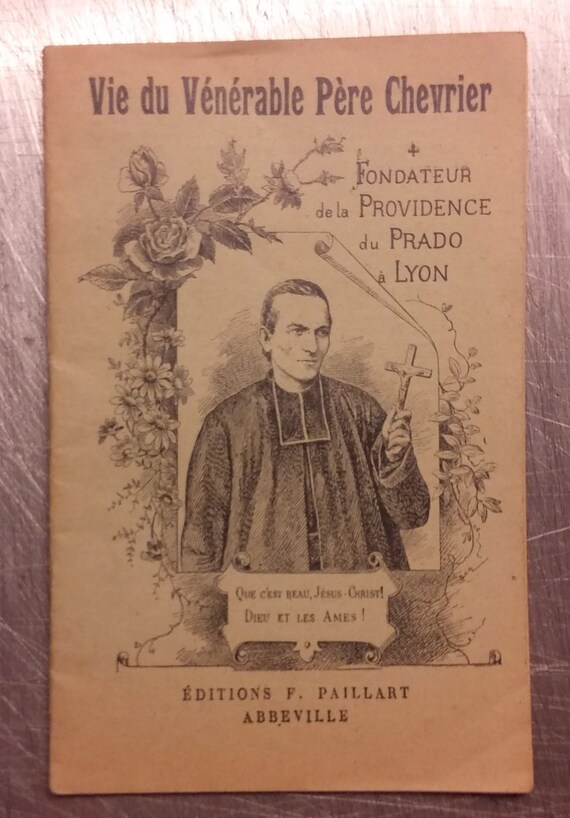 Vie du Vénérable Père Chevrier
Fondateur
de la Providence
du Prado
à Lyon
Que c'est beau, Jésus-Christ!
Dieu et les Ames!
ÉDITIONS F. PAILLART
ABBEVILLE